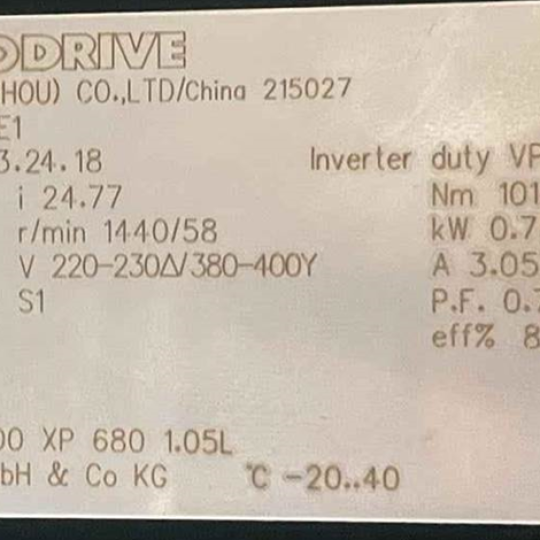 DRIVE
HOU) CO.,LTD/China 215027
E1
3.24.18 Inverter duty VP
i 24.77 Nm 101
r/min 1440/58 kW 0.7
V 220-230Δ/380-400Y A 3.05
S1 P.F. 0.7
eff% 8
00 XP 680 1.05L
bH & Co KG °C -20..40